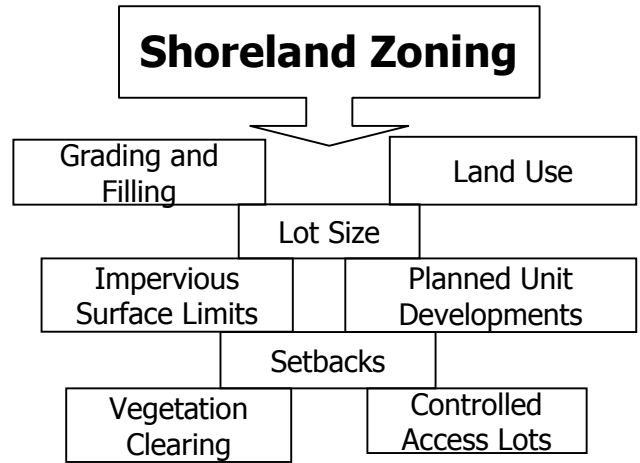 Shoreland Zoning
Grading and
Filling
Land Use
Lot Size
Impervious
Surface Limits
Planned Unit
Developments
Setbacks
Vegetation
Clearing
Controlled
Access Lots